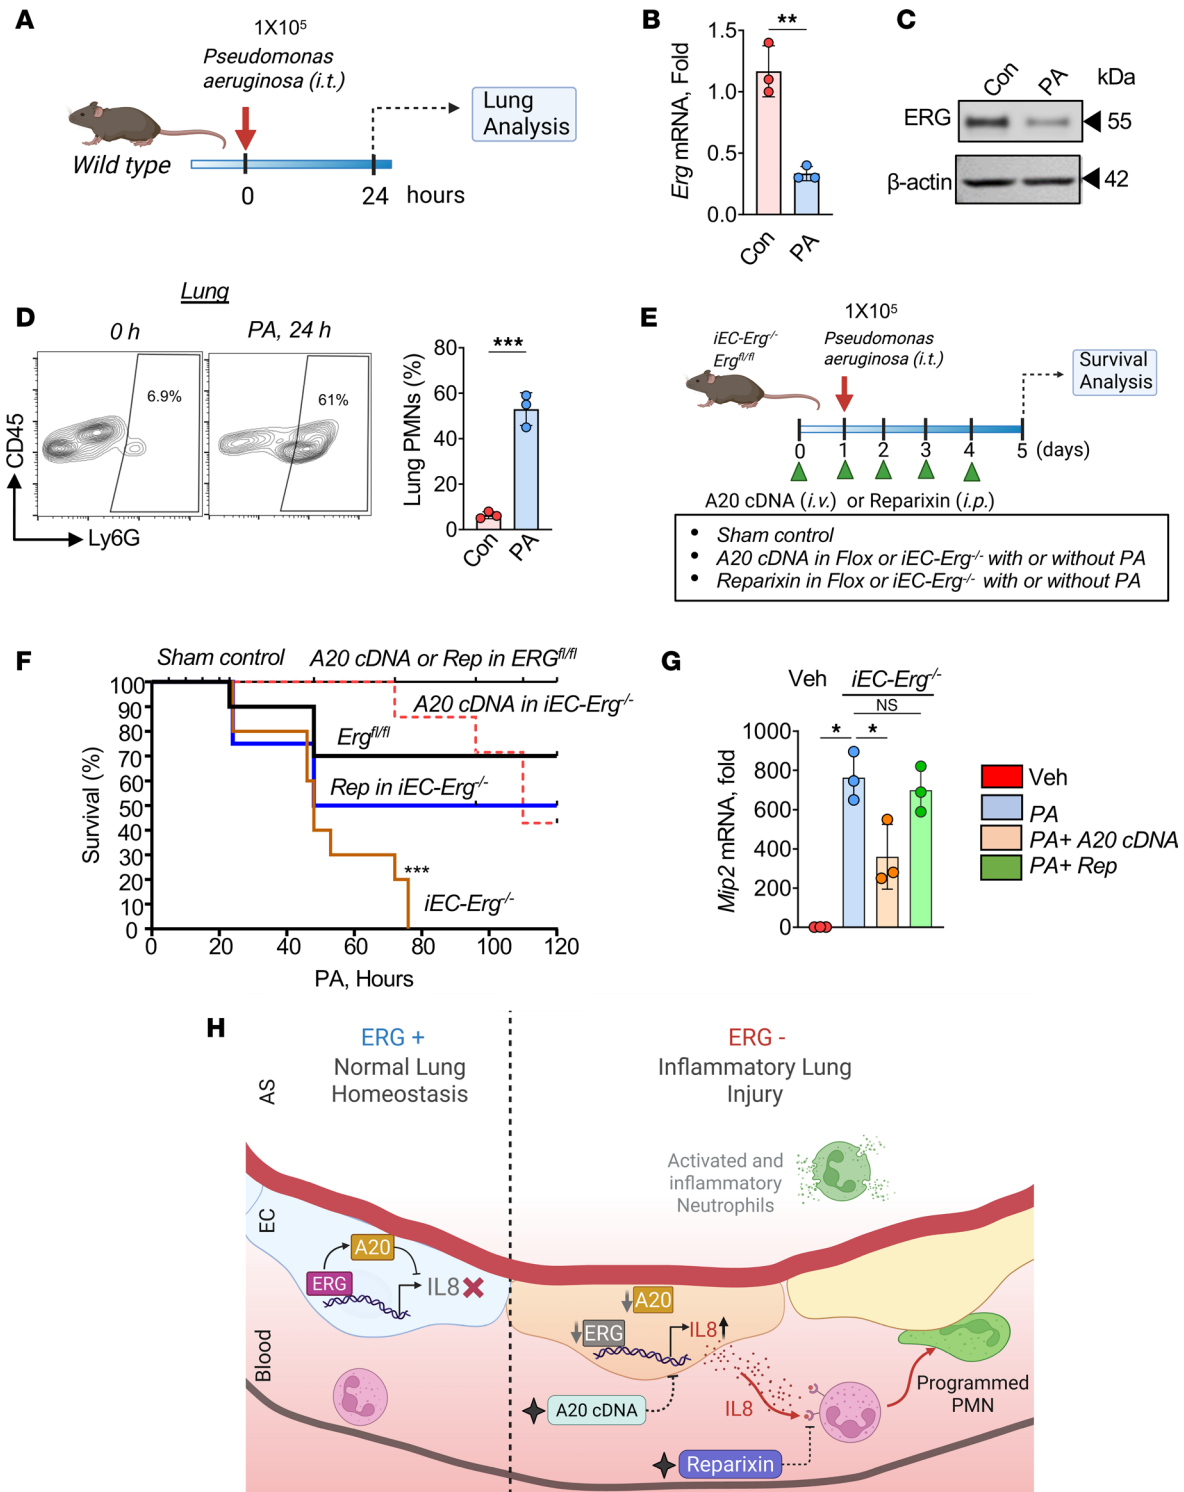 A
1X10⁵
Pseudomonas
aeruginosa (i.t.)
Wild type
Lung
Analysis
0
24
hours
B
**
Erg mRNA, Fold
1.5
1.0
0.5
0.0
Con
PA
C
Con
PA
kDa
ERG
55
β-actin
42
D
Lung
0 h
PA, 24 h
6.9%
61%
CD45
Ly6G
***
Lung PMNs (%)
80
60
40
20
0
Con
PA
E
iEC-Erg-/-
Ergfl/fl
1X10⁵
Pseudomonas
aeruginosa (i.t.)
Survival
Analysis
0 1 2 3 4 5 (days)
A20 cDNA (i.v.) or Reparixin (i.p.)
• Sham control
• A20 cDNA in Flox or iEC-Erg-/- with or without PA
• Reparixin in Flox or iEC-Erg-/- with or without PA
F
Sham control
A20 cDNA or Rep in ERGfl/fl
A20 cDNA in iEC-Erg-/-
Ergfl/fl
Rep in iEC-Erg-/-
***
iEC-Erg-/-
Survival (%)
100
90
80
70
60
50
40
30
20
10
0
0 20 40 60 80 100 120
PA, Hours
G
Veh
iEC-Erg-/-
NS
* *
Mip2 mRNA, fold
1000
800
600
400
200
0
Veh
PA
PA+ A20 cDNA
PA+ Rep
H
ERG +
Normal Lung
Homeostasis
ERG -
Inflammatory Lung
Injury
AS
EC
Blood
Activated and
inflammatory
Neutrophils
A20
ERG
IL8
A20
ERG
IL8
A20 cDNA
IL8
Reparixin
Programmed
PMN